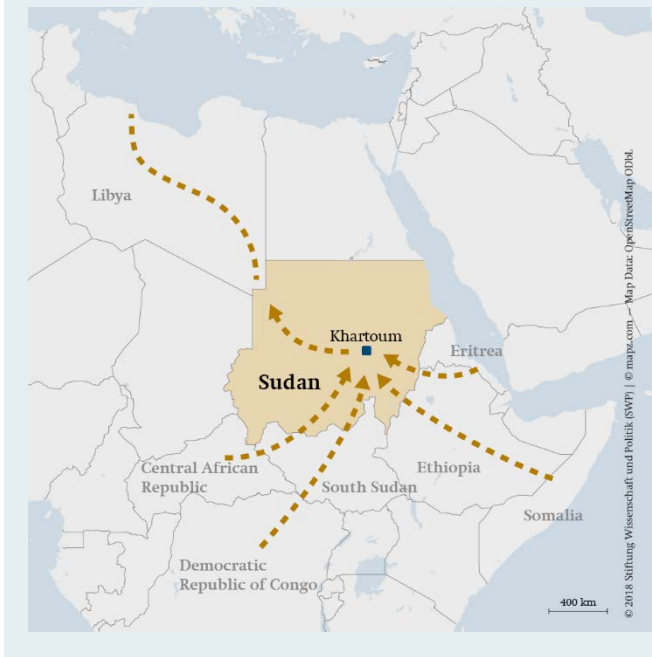 Libya
Khartoum
Eritrea
Sudan
Central African
Republic
Ethiopia
South Sudan
Somalia
Democratic
Republic of Congo
400 km
© 2018 Stiftung Wissenschaft und Politik (SWP) | © mapz.com – Map Data: OpenStreetMap ODbL